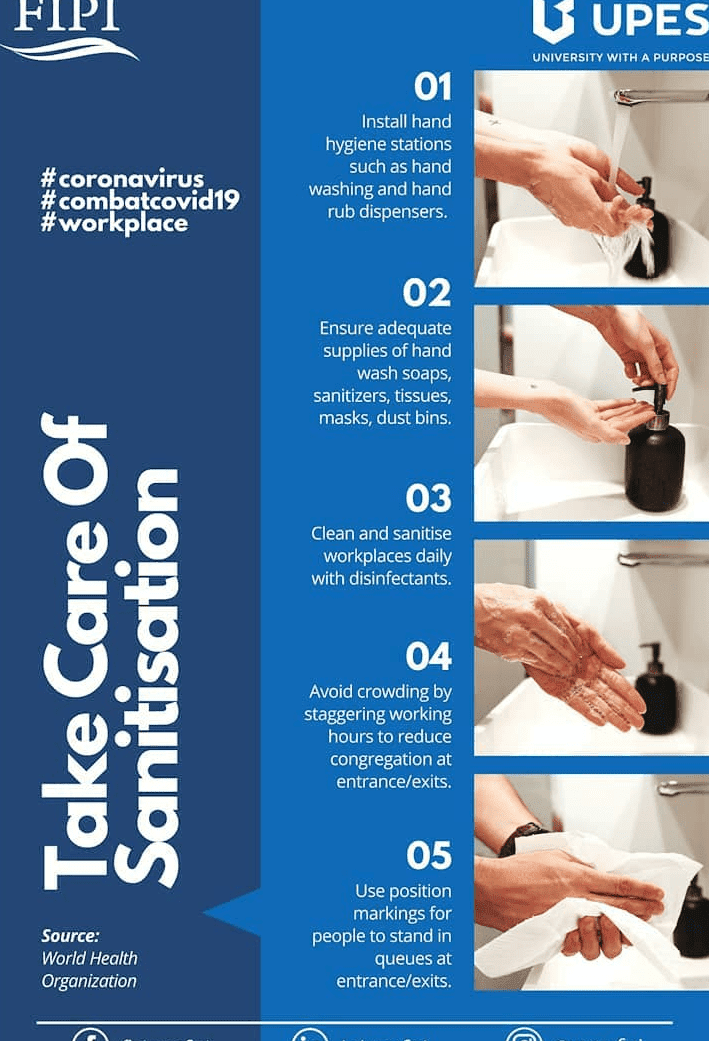 FIPI
UPES
UNIVERSITY WITH A PURPOSE
#coronavirus
#combatcovid19
#workplace
Take Care Of
Sanitisation
Source:
World Health
Organization
01
Install hand
hygiene stations
such as hand
washing and hand
rub dispensers.
02
Ensure adequate
supplies of hand
wash soaps,
sanitizers, tissues,
masks, dust bins.
03
Clean and sanitise
workplaces daily
with disinfectants.
04
Avoid crowding by
staggering working
hours to reduce
congregation at
entrance/exits.
05
Use position
markings for
people to stand in
queues at
entrance/exits.